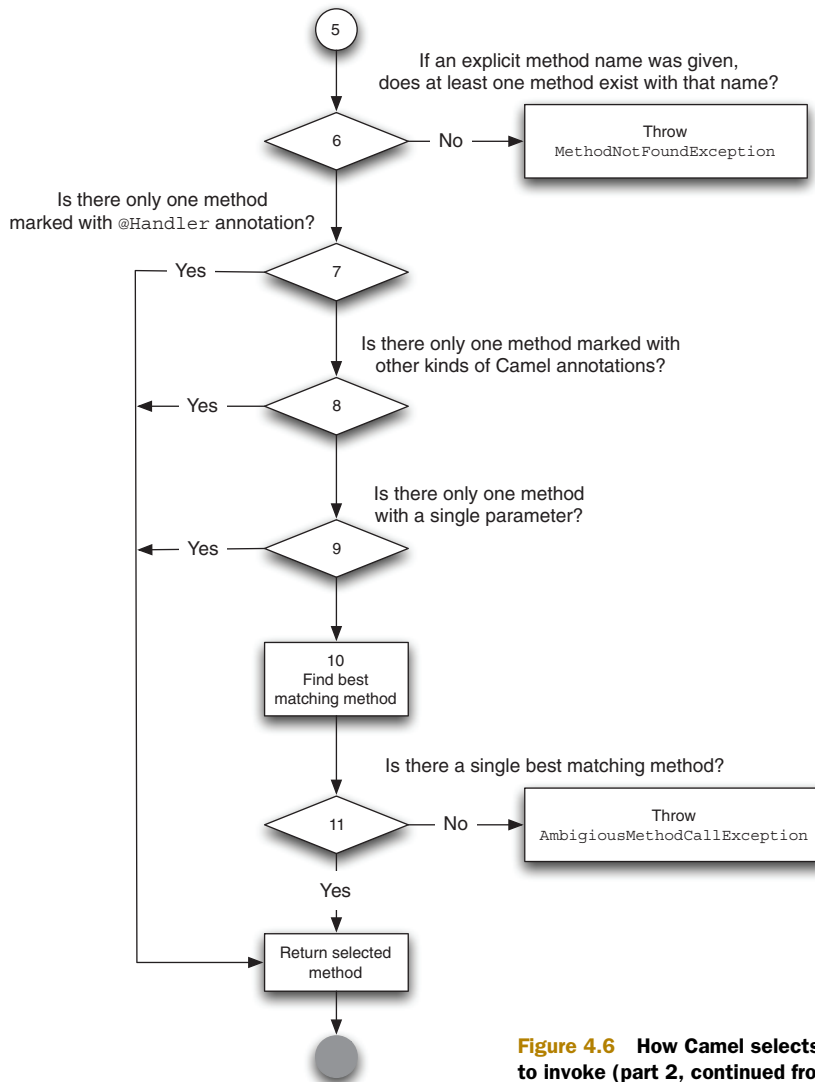 5
If an explicit method name was given,
does at least one method exist with that name?
6
No
Throw
MethodNotFoundException
Is there only one method
marked with @Handler annotation?
Yes
7
Is there only one method marked with
other kinds of Camel annotations?
Yes
8
Is there only one method
with a single parameter?
Yes
9
10
Find best
matching method
Is there a single best matching method?
11
No
Throw
AmbigiousMethodCallException
Yes
Return selected
method
Figure 4.6 How Camel selects
to invoke (part 2, continued fro